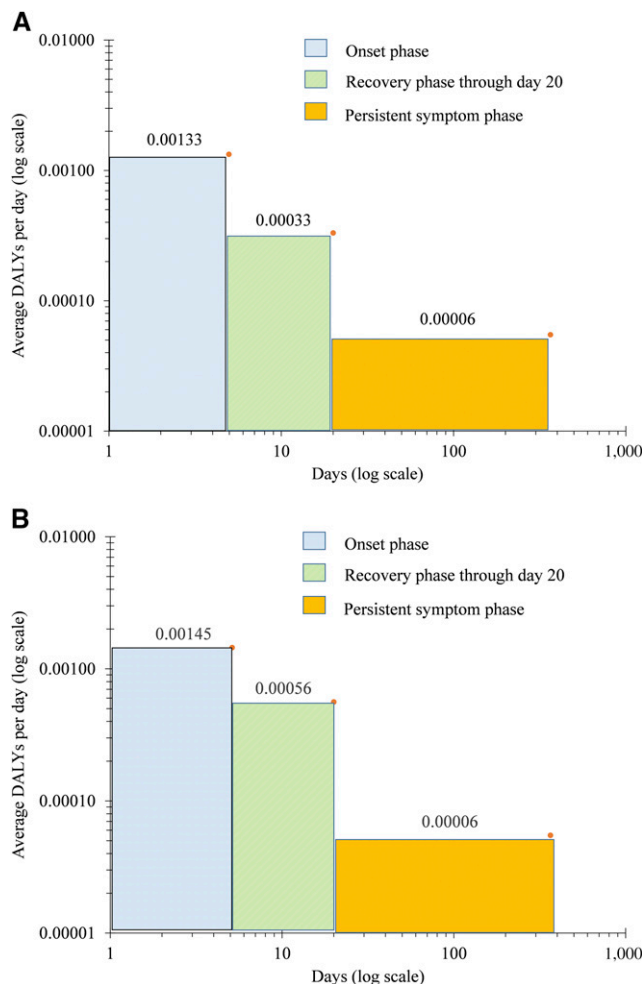 A
0.01000
Onset phase
Recovery phase through day 20
Persistent symptom phase
0.00133
0.00100
0.00033
0.00010
0.00006
0.00001
1
10
100
1,000
Average DALYs per day (log scale)
Days (log scale)
B
0.01000
Onset phase
Recovery phase through day 20
Persistent symptom phase
0.00145
0.00100
0.00056
0.00010
0.00006
0.00001
1
10
100
1,000
Average DALYs per day (log scale)
Days (log scale)